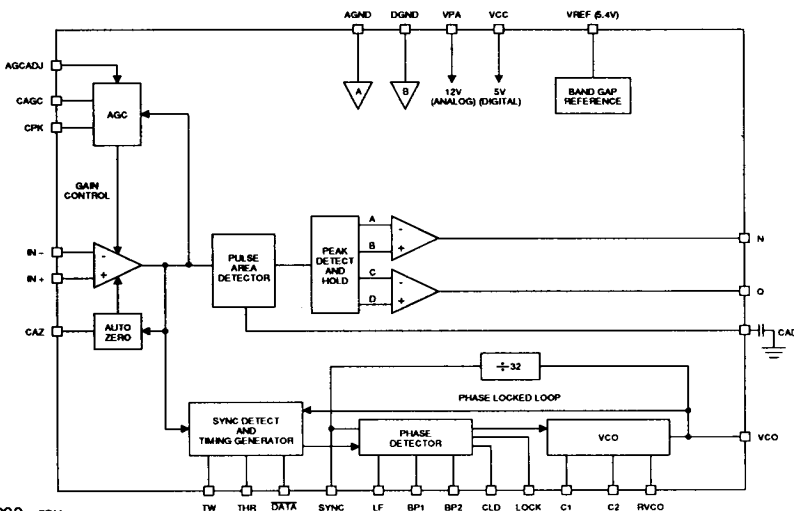 AGND DGND VPA VCC VREF (5.4V)
AGCADJ
CAGC
CPK
AGC
A
B
12V
(ANALOG)
5V
(DIGITAL)
BAND GAP
REFERENCE
GAIN
CONTROL
IN -
IN +
-
+
CAZ
AUTO
ZERO
PULSE
AREA
DETECTOR
PEAK
DETECT
AND
HOLD
A
B
C
D
-
+
-
+
N
O
CAD
÷32
PHASE LOCKED LOOP
SYNC DETECT
AND
TIMING GENERATOR
PHASE
DETECTOR
VCO
VCO
TW THR DATA SYNC LF BP1 BP2 CLD LOCK C1 C2 RVCO